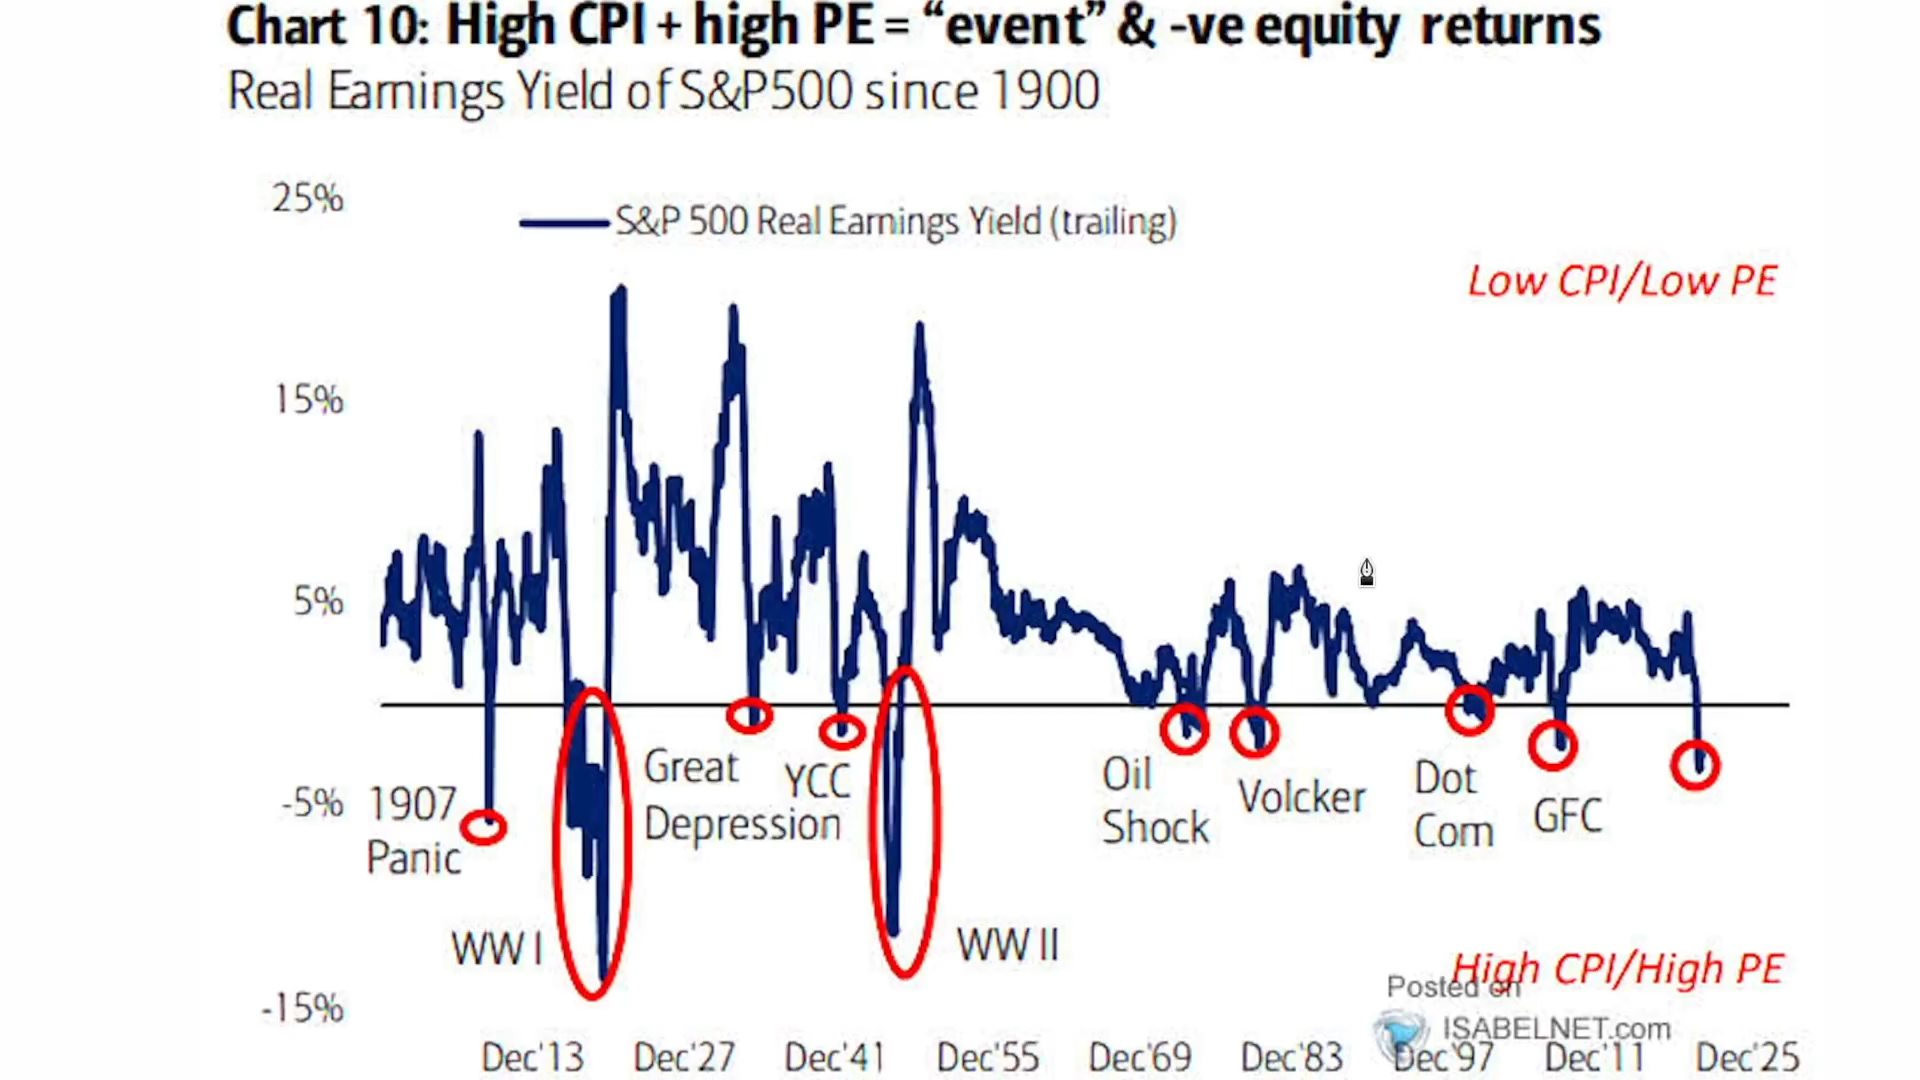 Chart 10: High CPI + high PE = “event” & -ve equity returns
Real Earnings Yield of S&P500 since 1900
25%
S&P 500 Real Earnings Yield (trailing)
Low CPI/Low PE
15%
5%
-5%
1907
Panic
WW I
Great
Depression
YCC
WW II
Oil
Shock
Volcker
Dot
Com
GFC
High CPI/High PE
Posted on
ISABELNET.com
-15%
Dec'13 Dec'27 Dec'41 Dec'55 Dec'69 Dec'83 Dec'97 Dec'11 Dec'25